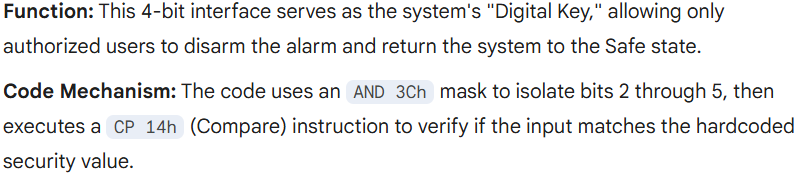 Function: This 4-bit interface serves as the system's "Digital Key," allowing only
authorized users to disarm the alarm and return the system to the Safe state.
Code Mechanism: The code uses an AND 3Ch mask to isolate bits 2 through 5, then
executes a CP 14h (Compare) instruction to verify if the input matches the hardcoded
security value.